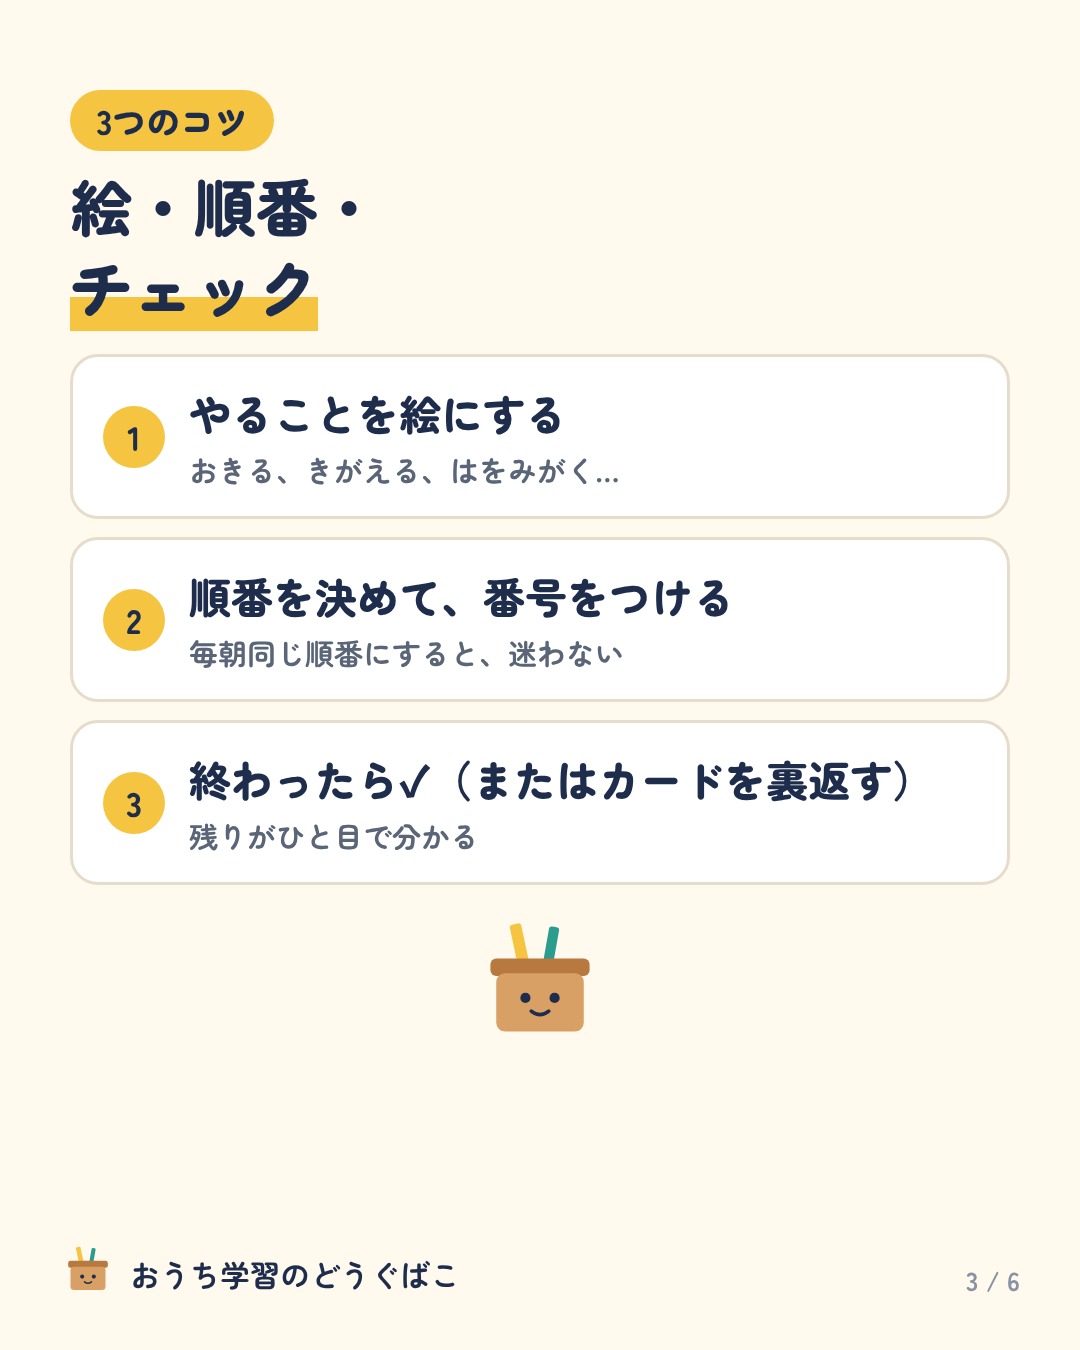 3つのコツ
絵・順番・
チェック
1
やることを絵にする
おきる、きがえる、はをみがく…
2
順番を決めて、番号をつける
毎朝同じ順番にすると、迷わない
3
終わったら✓（またはカードを裏返す）
残りがひと目で分かる
おうち学習のどうぐばこ
3 / 6